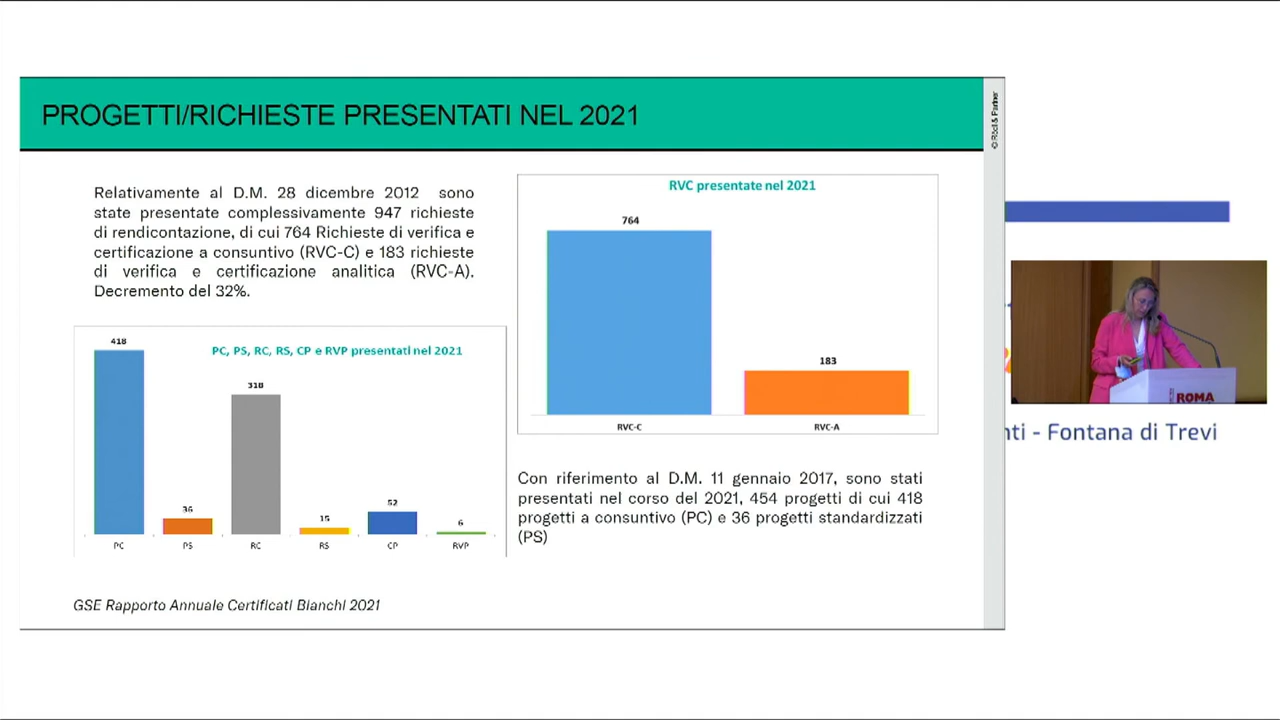 PROGETTI/RICHIESTE PRESENTATI NEL 2021
© Rödl & Partner
Relativamente al D.M. 28 dicembre 2012 sono
state presentate complessivamente 947 richieste
di rendicontazione, di cui 764 Richieste di verifica e
certificazione a consuntivo (RVC-C) e 183 richieste
di verifica e certificazione analitica (RVC-A).
Decremento del 32%.
RVC presentate nel 2021
764
183
RVC-C
RVC-A
PC, PS, RC, RS, CP e RVP presentati nel 2021
418
36
318
15
52
6
PC
PS
RC
RS
CP
RVP
Con riferimento al D.M. 11 gennaio 2017, sono stati
presentati nel corso del 2021, 454 progetti di cui 418
progetti a consuntivo (PC) e 36 progetti standardizzati
(PS)
GSE Rapporto Annuale Certificati Bianchi 2021
ROMA
nti - Fontana di Trevi